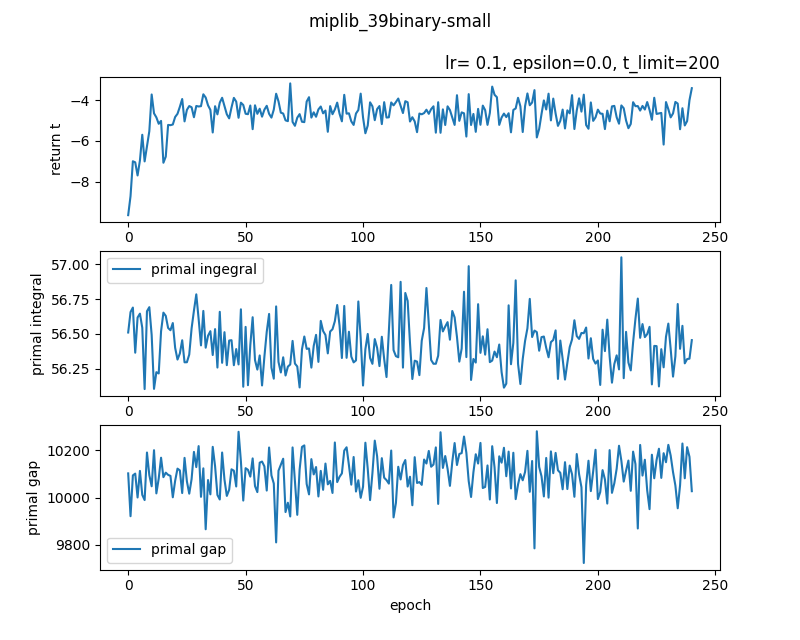 miplib_39binary-small
lr= 0.1, epsilon=0.0, t_limit=200
return t
−4
−6
−8
0 50 100 150 200 250
primal integral
57.00
56.75
56.50
56.25
primal ingegral
0 50 100 150 200 250
primal gap
10200
10000
9800
primal gap
0 50 100 150 200 250
epoch